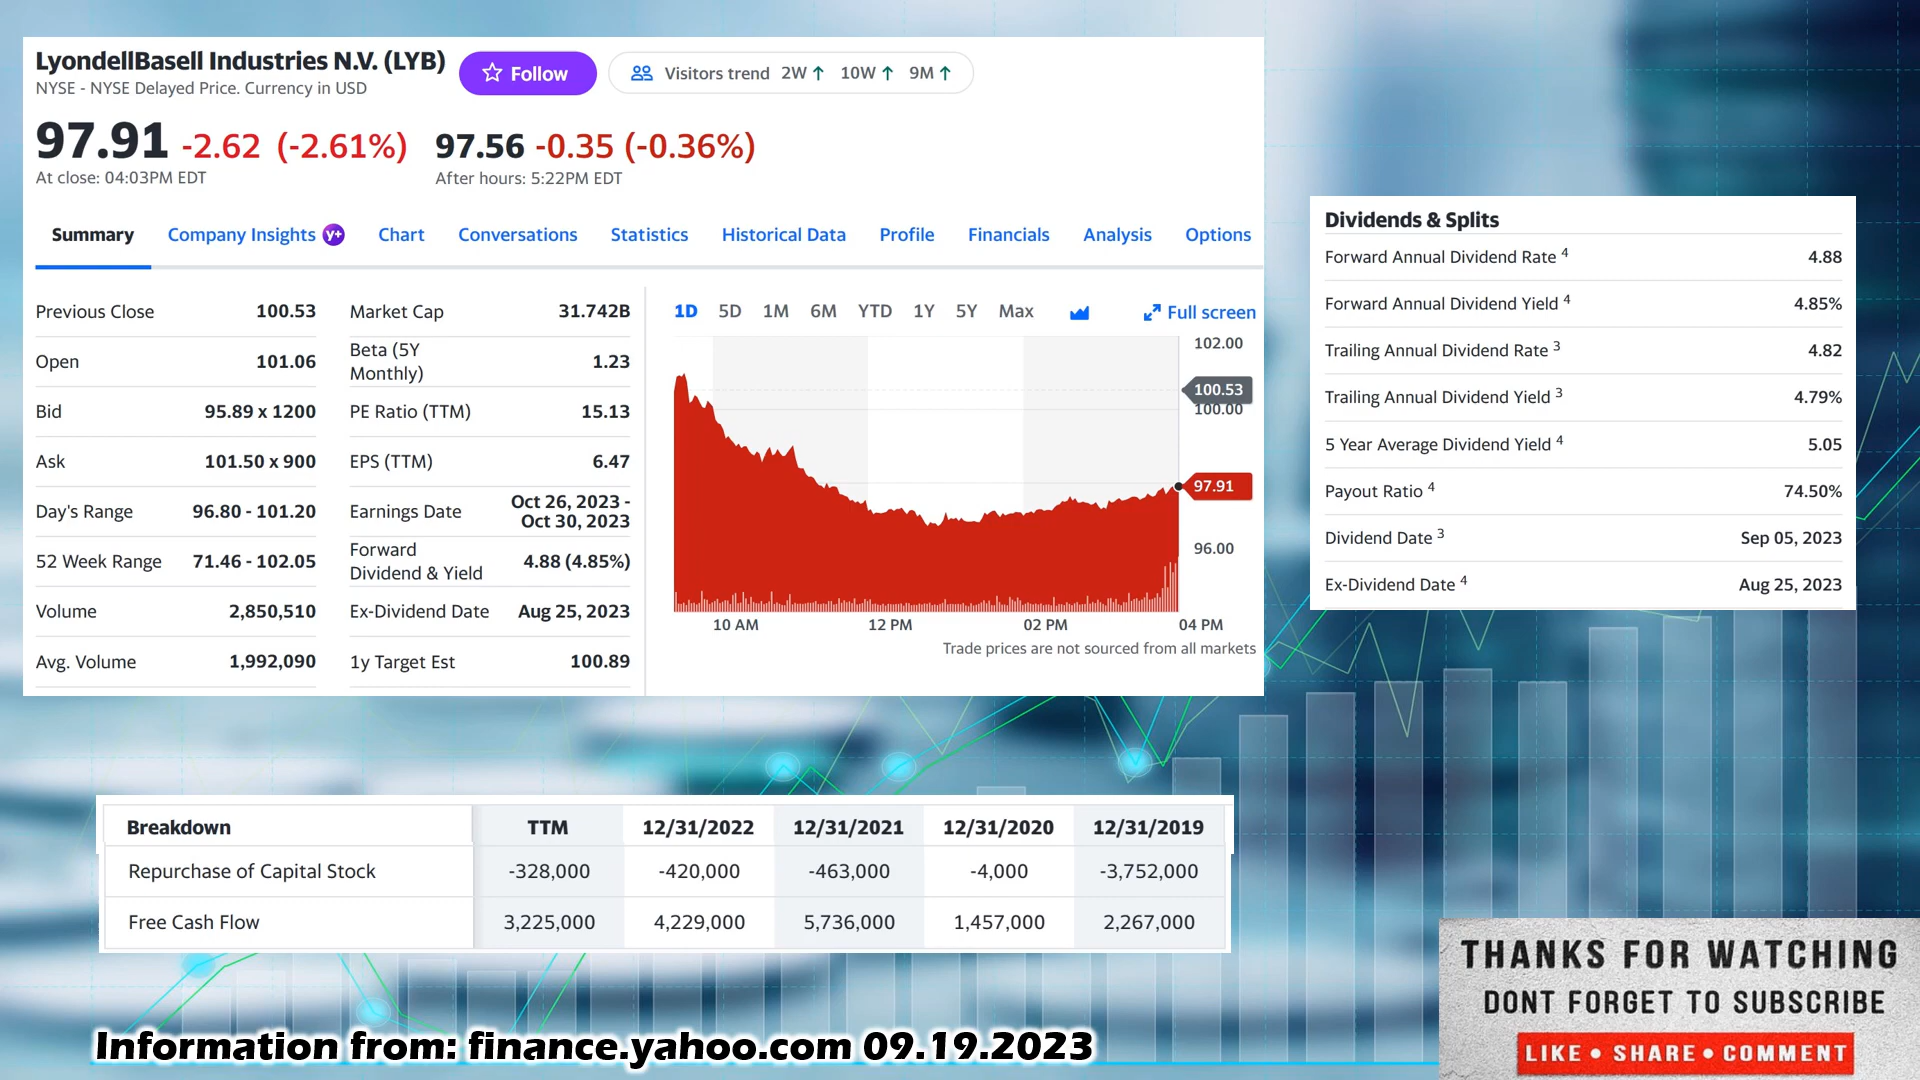 LyondellBasell Industries N.V. (LYB)
Follow
Visitors trend 2W 10W 9M
NYSE - NYSE Delayed Price. Currency in USD
97.91 -2.62 (-2.61%) 97.56 -0.35 (-0.36%)
At close: 04:03PM EDT After hours: 5:22PM EDT
Summary Company Insights y+ Chart Conversations Statistics Historical Data Profile Financials Analysis Options
Previous Close 100.53
Open 101.06
Bid 95.89 x 1200
Ask 101.50 x 900
Day's Range 96.80 - 101.20
52 Week Range 71.46 - 102.05
Volume 2,850,510
Avg. Volume 1,992,090
Market Cap 31.742B
Beta (5Y
Monthly) 1.23
PE Ratio (TTM) 15.13
EPS (TTM) 6.47
Earnings Date Oct 26, 2023 -
Oct 30, 2023
Forward
Dividend & Yield 4.88 (4.85%)
Ex-Dividend Date Aug 25, 2023
1y Target Est 100.89
1D 5D 1M 6M YTD 1Y 5Y Max Full screen
102.00
100.53
100.00
97.91
96.00
10 AM 12 PM 02 PM 04 PM
Trade prices are not sourced from all markets
Dividends & Splits
Forward Annual Dividend Rate 4 4.88
Forward Annual Dividend Yield 4 4.85%
Trailing Annual Dividend Rate 3 4.82
Trailing Annual Dividend Yield 3 4.79%
5 Year Average Dividend Yield 4 5.05
Payout Ratio 4 74.50%
Dividend Date 3 Sep 05, 2023
Ex-Dividend Date 4 Aug 25, 2023
Breakdown TTM 12/31/2022 12/31/2021 12/31/2020 12/31/2019
Repurchase of Capital Stock -328,000 -420,000 -463,000 -4,000 -3,752,000
Free Cash Flow 3,225,000 4,229,000 5,736,000 1,457,000 2,267,000
THANKS FOR WATCHING
DONT FORGET TO SUBSCRIBE
LIKE • SHARE • COMMENT
Information from: finance.yahoo.com 09.19.2023